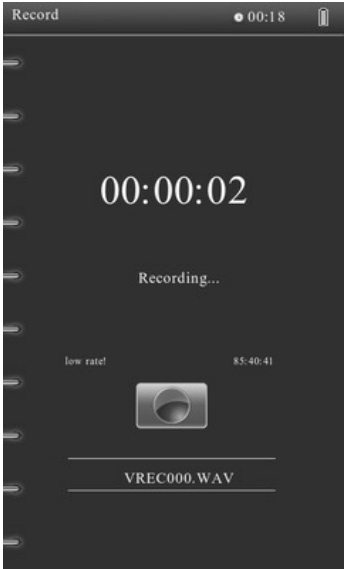 Record 00:18
00:00:02
Recording...
low rate! 85:40:41
VREC000.WAV